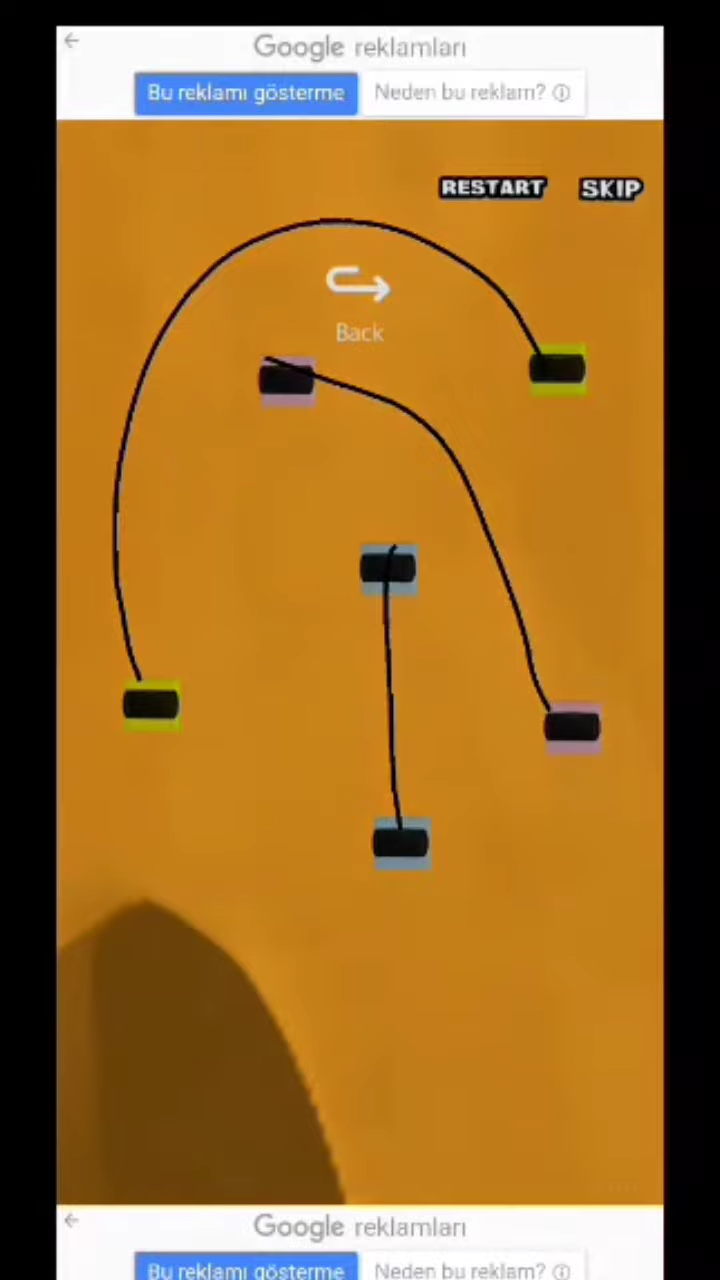 Google reklamları
Bu reklamı gösterme
Neden bu reklam?
RESTART
SKIP
Back
Google reklamları
Bu reklamı gösterme
Neden bu reklam?